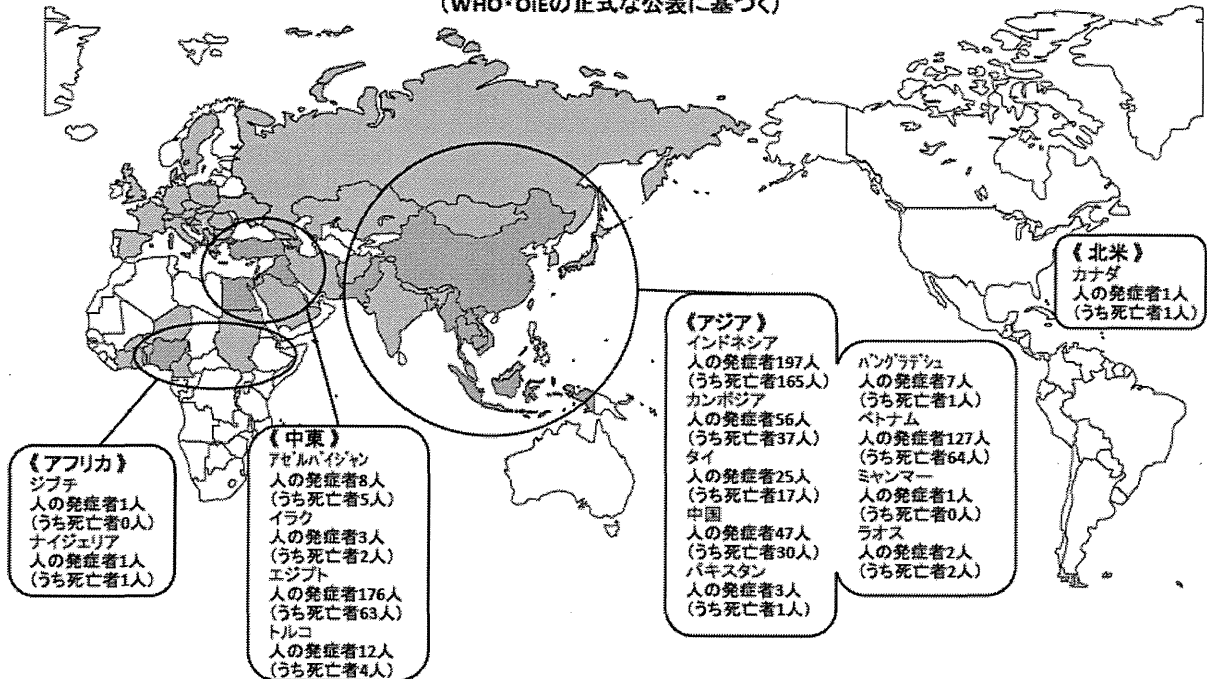 (WHO・OIEの正式な公表に基づく)
《北米》
カナダ
人の発症者1人
(うち死亡者1人)
《アジア》
インドネシア
人の発症者197人
(うち死亡者165人)
カンボジア
人の発症者56人
(うち死亡者37人)
タイ
人の発症者25人
(うち死亡者17人)
中国
人の発症者47人
(うち死亡者30人)
パキスタン
人の発症者3人
(うち死亡者1人)
バングラデシュ
人の発症者7人
(うち死亡者1人)
ベトナム
人の発症者127人
(うち死亡者64人)
ミャンマー
人の発症者1人
(うち死亡者0人)
ラオス
人の発症者2人
(うち死亡者2人)
《中東》
アゼルバイジャン
人の発症者8人
(うち死亡者5人)
イラク
人の発症者3人
(うち死亡者2人)
エジプト
人の発症者176人
(うち死亡者63人)
トルコ
人の発症者12人
(うち死亡者4人)
《アフリカ》
ジブチ
人の発症者1人
(うち死亡者0人)
ナイジェリア
人の発症者1人
(うち死亡者1人)